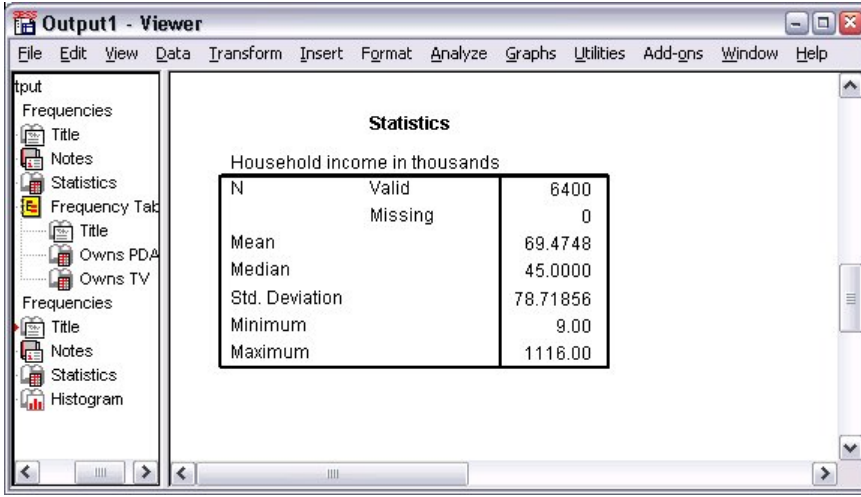 Output1 - Viewer
File Edit View Data Transform Insert Format Analyze Graphs Utilities Add-ons Window Help
tput
Frequencies
Title
Notes
Statistics
Frequency Tab
Title
Owns PDA
Owns TV
Frequencies
Title
Notes
Statistics
Histogram
Statistics
Household income in thousands
N Valid 6400
Missing 0
Mean 69.4748
Median 45.0000
Std. Deviation 78.71856
Minimum 9.00
Maximum 1116.00